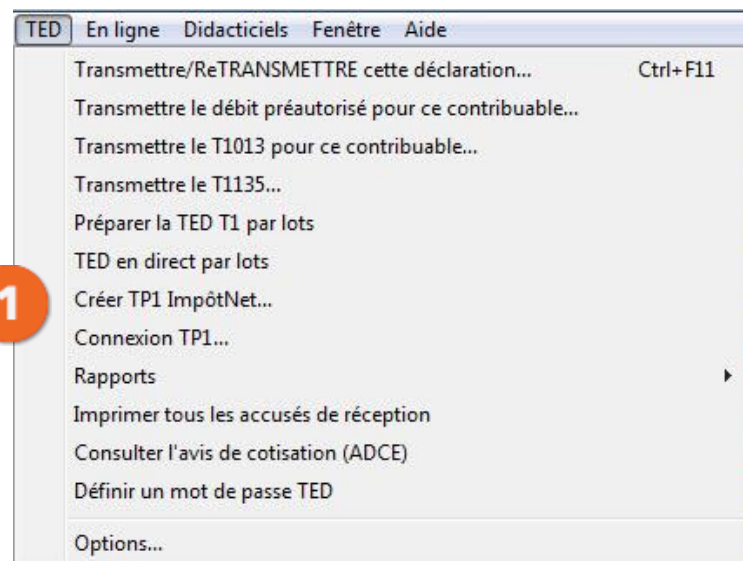 TED En ligne Didacticiels Fenêtre Aide
Transmettre/ReTRANSMETTRE cette déclaration... Ctrl+F11
Transmettre le débit préautorisé pour ce contribuable...
Transmettre le T1013 pour ce contribuable...
Transmettre le T1135...
Préparer la TED T1 par lots
TED en direct par lots
1 Créer TP1 ImpôtNet...
Connexion TP1...
Rapports
Imprimer tous les accusés de réception
Consulter l'avis de cotisation (ADCE)
Définir un mot de passe TED
Options...